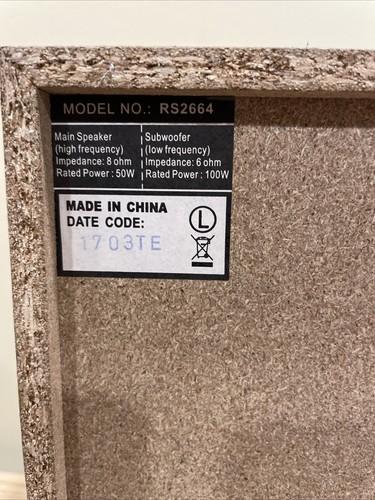 MODEL NO.: RS2664
Main Speaker
(high frequency)
Impedance: 8 ohm
Rated Power : 50W
Subwoofer
(low frequency)
Impedance: 6 ohm
Rated Power : 100W
MADE IN CHINA
DATE CODE:
1703TE
L